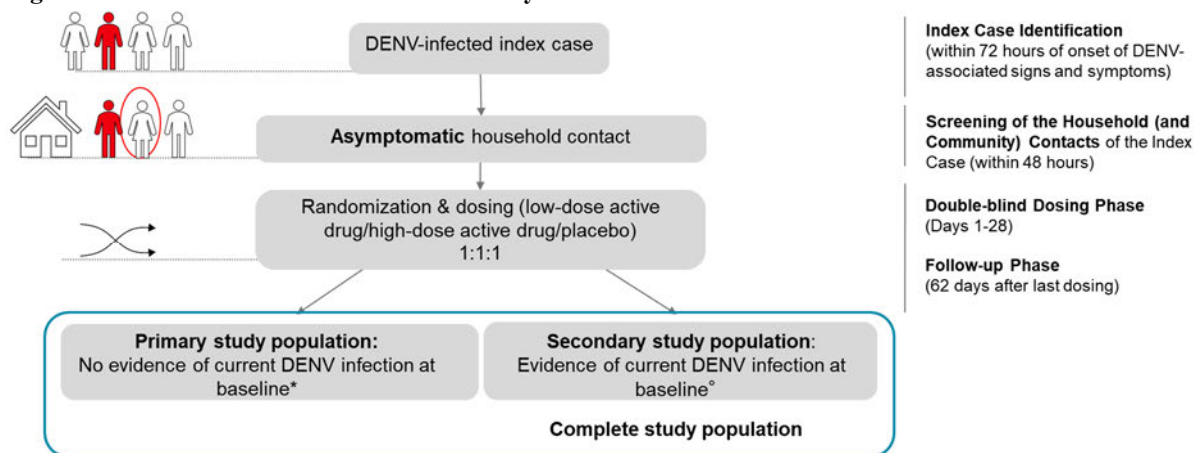 DENV-infected index case
Index Case Identification
(within 72 hours of onset of DENV-
associated signs and symptoms)
Asymptomatic household contact
Screening of the Household (and
Community) Contacts of the Index
Case (within 48 hours)
Randomization & dosing (low-dose active
drug/high-dose active drug/placebo)
1:1:1
Double-blind Dosing Phase
(Days 1-28)
Follow-up Phase
(62 days after last dosing)
Primary study population:
No evidence of current DENV infection at
baseline*
Secondary study population:
Evidence of current DENV infection at
baseline°
Complete study population